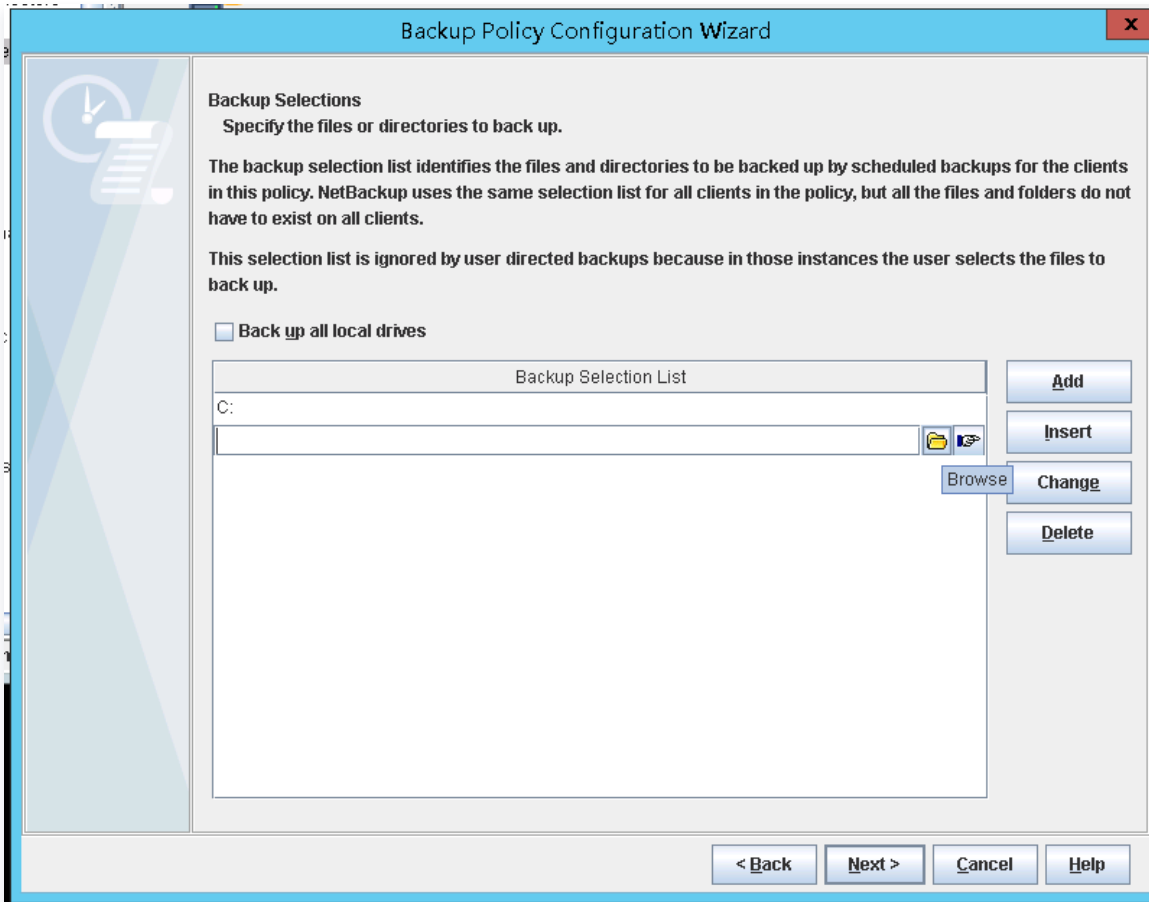 Backup Policy Configuration Wizard
x
Backup Selections
Specify the files or directories to back up.
The backup selection list identifies the files and directories to be backed up by scheduled backups for the clients
in this policy. NetBackup uses the same selection list for all clients in the policy, but all the files and folders do not
have to exist on all clients.
This selection list is ignored by user directed backups because in those instances the user selects the files to
back up.
Back up all local drives
Backup Selection List
Add
C:
Insert
Browse
Change
Delete
< Back
Next >
Cancel
Help